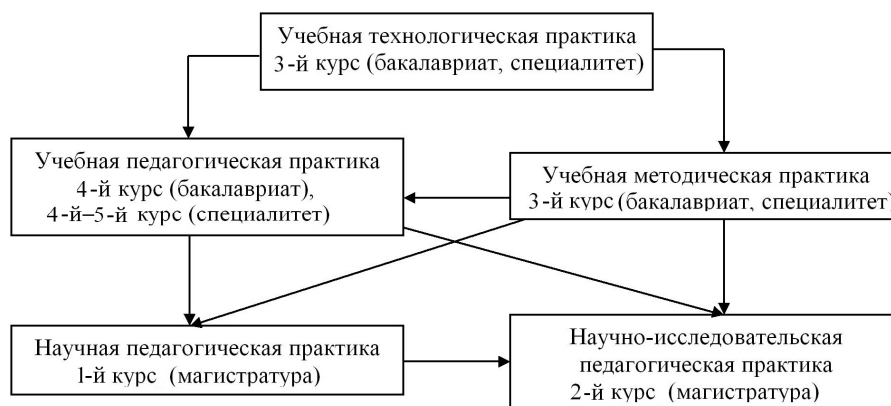 Учебная технологическая практика
3-й курс (бакалавриат, специалитет)
Учебная педагогическая практика
4-й курс (бакалавриат),
4-й–5-й курс (специалитет)
Учебная методическая практика
3-й курс (бакалавриат, специалитет)
Научная педагогическая практика
1-й курс (магистратура)
Научно-исследовательская
педагогическая практика
2-й курс (магистратура)